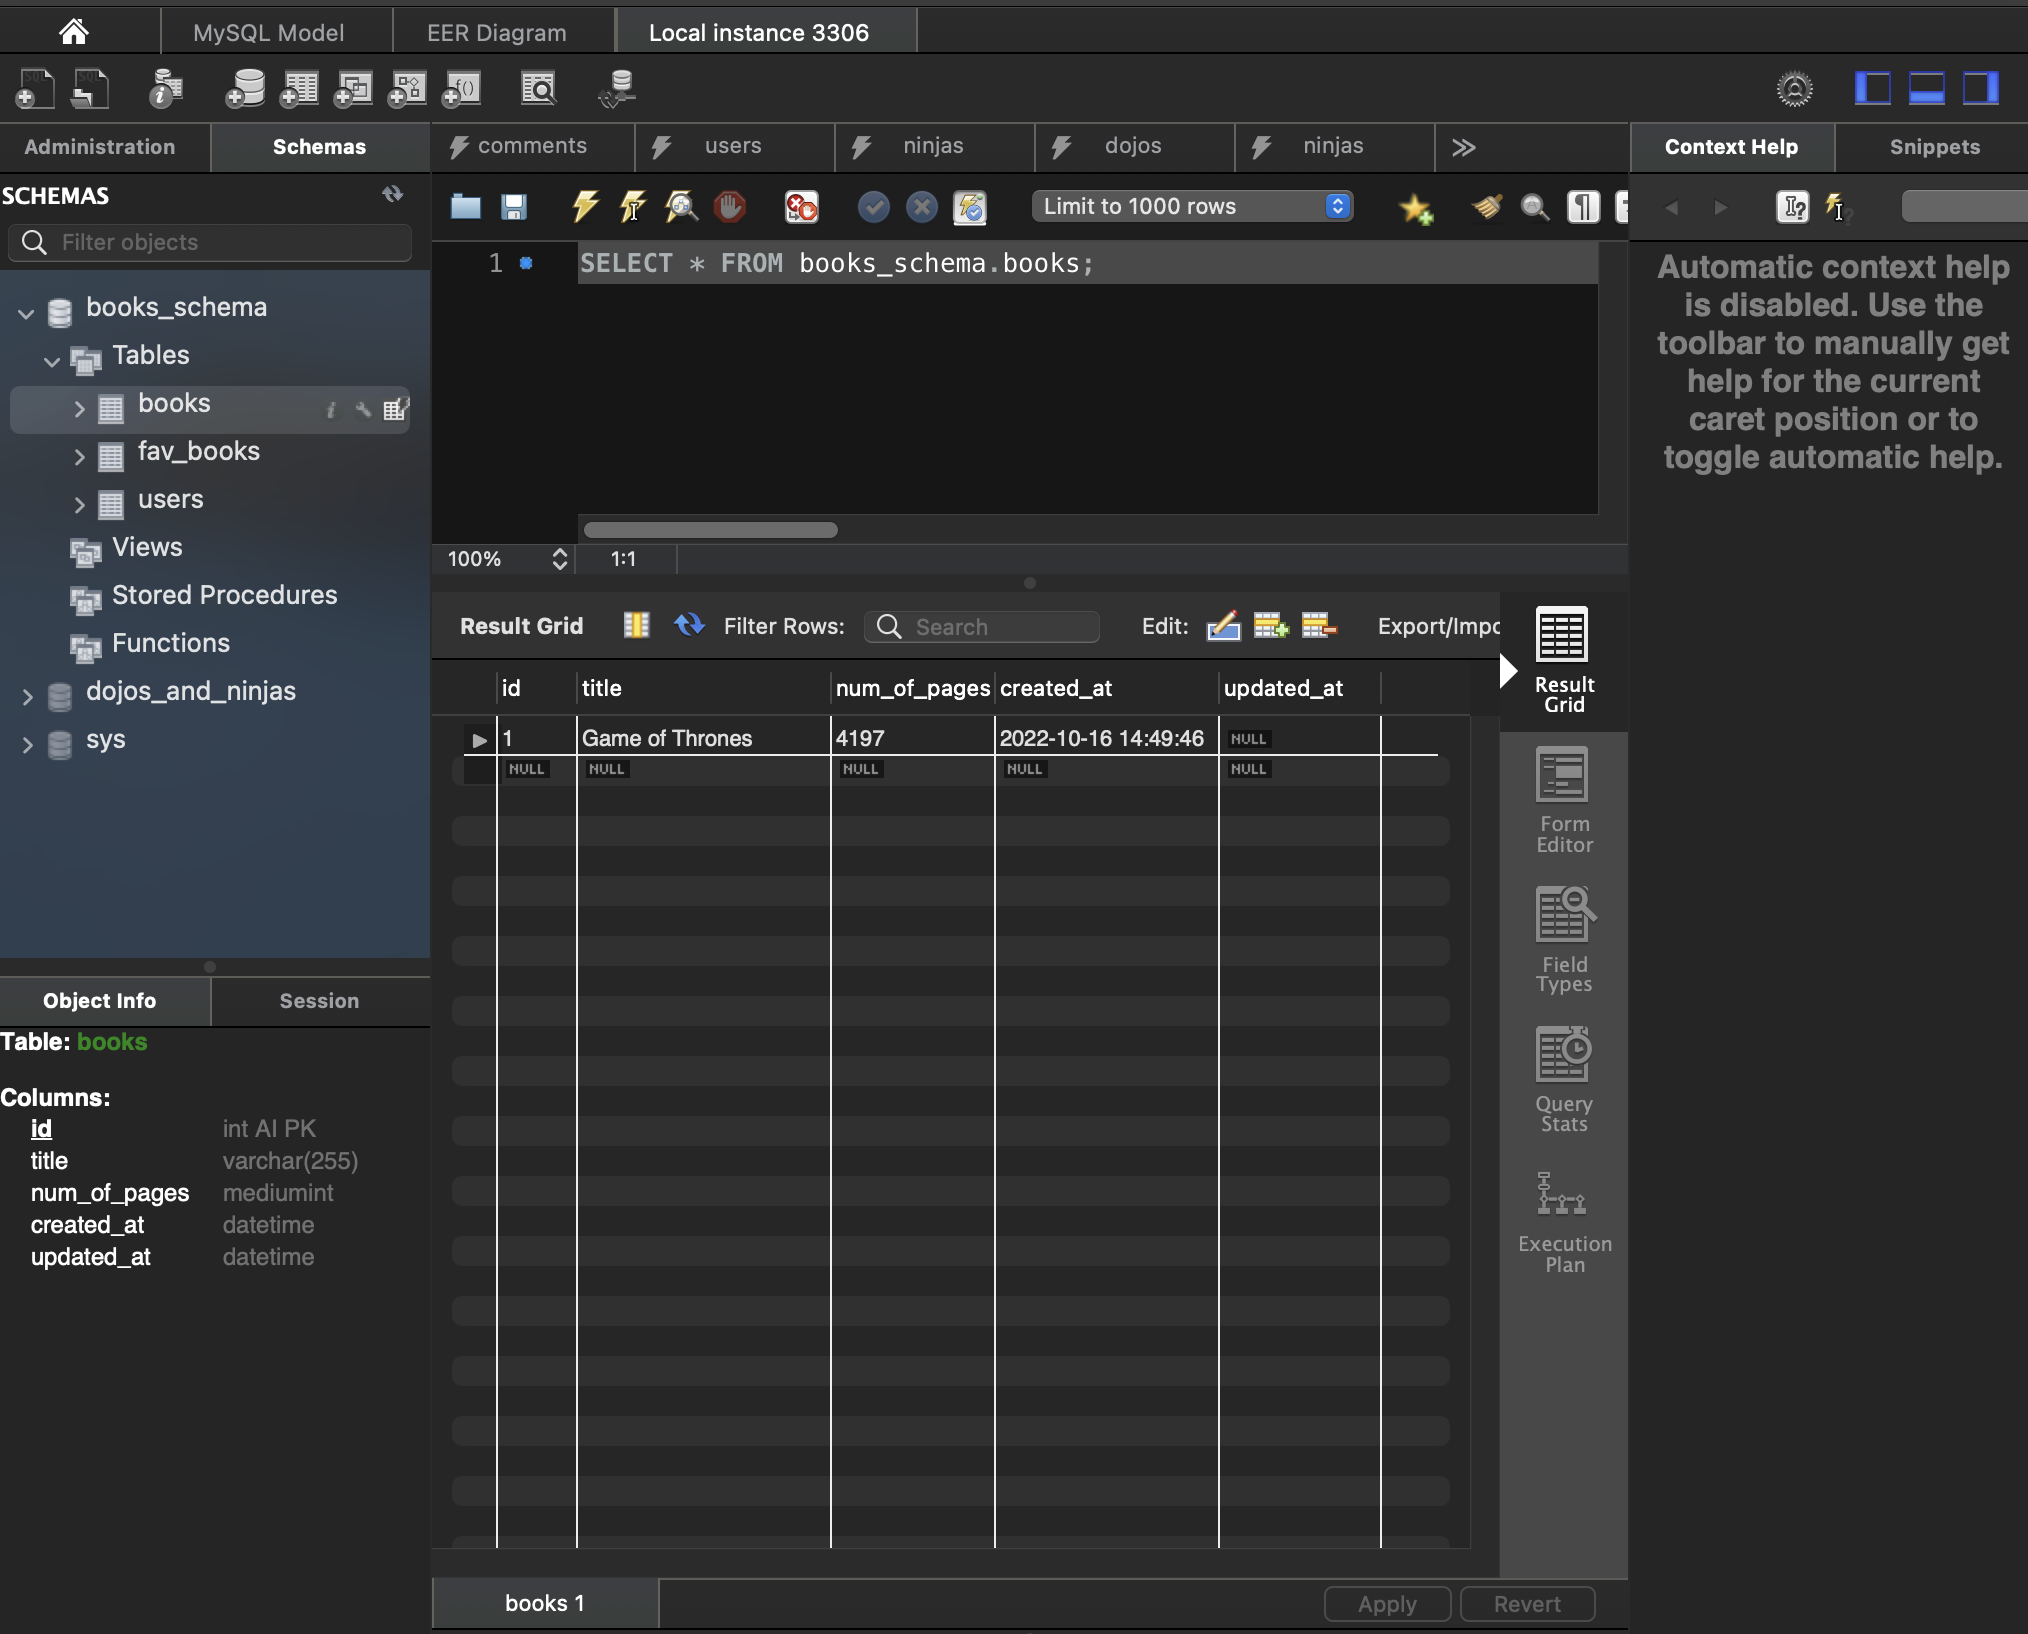 MySQL Model
EER Diagram
Local instance 3306
Administration
Schemas
comments
users
ninjas
dojos
ninjas
Context Help
Snippets
SCHEMAS
Filter objects
Limit to 1000 rows
1
SELECT * FROM books_schema.books;
Automatic context help
is disabled. Use the
toolbar to manually get
help for the current
caret position or to
toggle automatic help.
books_schema
Tables
books
fav_books
users
Views
Stored Procedures
Functions
dojos_and_ninjas
sys
100%
1:1
Result Grid
Filter Rows:
Search
Edit:
Export/Impo
id title num_of_pages created_at updated_at
1 Game of Thrones 4197 2022-10-16 14:49:46 NULL
NULL NULL NULL NULL NULL
Result
Grid
Form
Editor
Field
Types
Query
Stats
Execution
Plan
Object Info
Session
Table: books
Columns:
id int AI PK
title varchar(255)
num_of_pages mediumint
created_at datetime
updated_at datetime
books 1
Apply
Revert